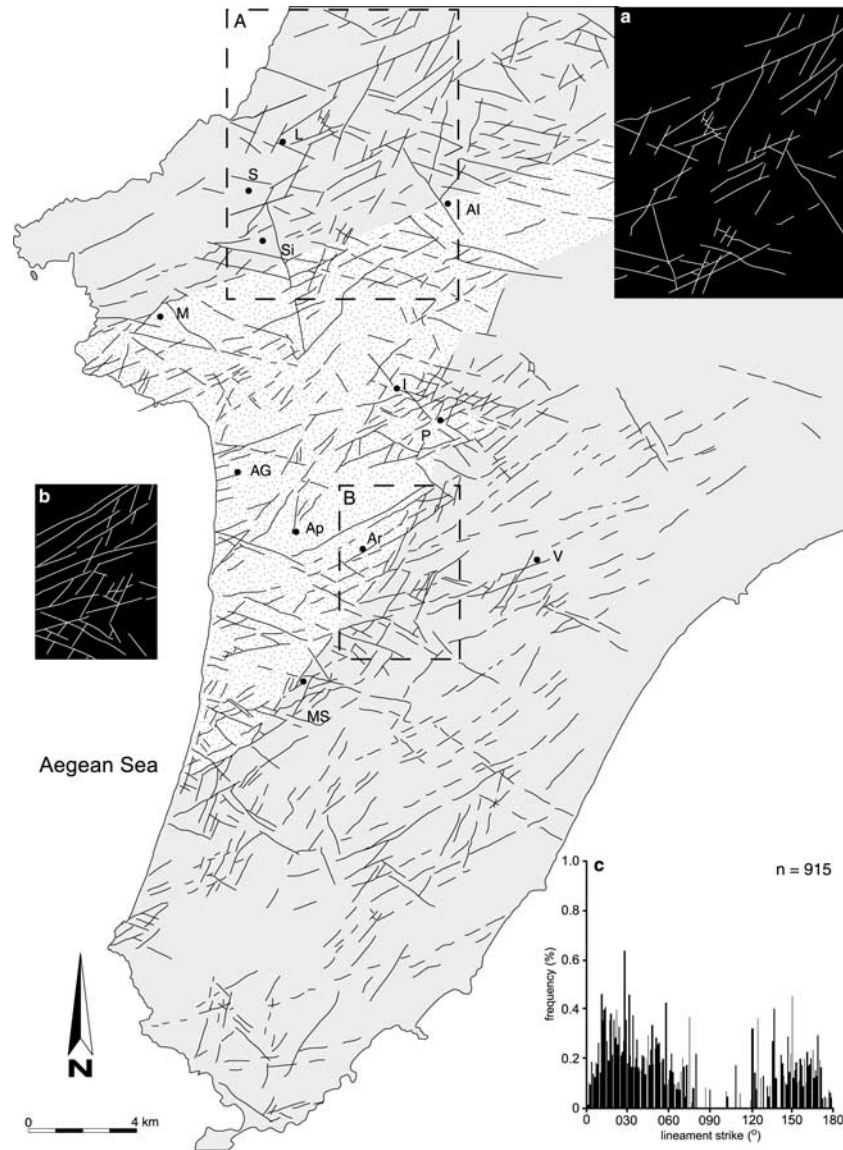 A
a
L
S
Al
Si
M
I
P
AG
b
B
Ap
Ar
V
MS
Aegean Sea
c
n = 915
1.0
0.8
0.6
0.4
0.2
0
frequency (%)
0 030 060 090 120 150 180
lineament strike (°)
N
0 4 km